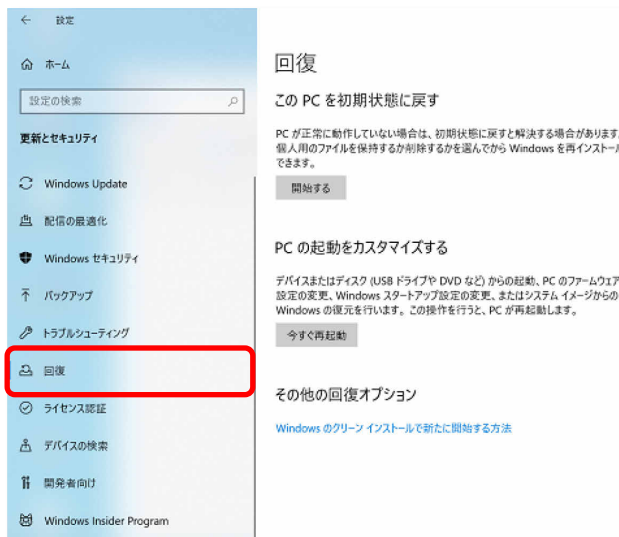 設定
ホーム
設定の検索
更新とセキュリティ
Windows Update
配信の最適化
Windows セキュリティ
バックアップ
トラブルシューティング
回復
ライセンス認証
デバイスの検索
開発者向け
Windows Insider Program
回復
この PC を初期状態に戻す
PC が正常に動作していない場合は、初期状態に戻すと解決する場合があります。
個人用のファイルを保持するか削除するかを選んでから Windows を再インストール
できます。
開始する
PC の起動をカスタマイズする
デバイスまたはディスク (USB ドライブや DVD など) からの起動、PC のファームウェア
設定の変更、Windows スタートアップ設定の変更、またはシステム イメージからの
Windows の復元を行います。この操作を行うと、PC が再起動します。
今すぐ再起動
その他の回復オプション
Windows のクリーン インストールで新たに開始する方法